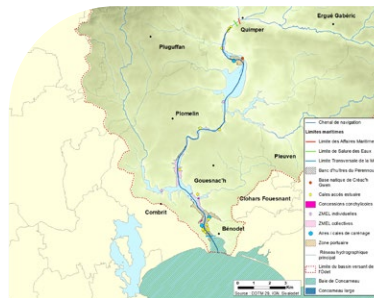 Ergué Gabéric
Quimper
Pluguffan
Plomelin
Pleuven
Gouesnac'h
Clohars Fouesnant
Combrit
Bénodet
Chenal de navigation
Limites maritimes
Limite des Affaires Maritimes
Limite de Salure des Eaux
Limite Transversale de la M
Banc d'huîtres du Pérennou
Base nautique de Créac'h
Gwen
Cales accès estuaire
Concessions conchylicoles
ZMEL individuelles
ZMEL collectives
Aires / cales de carénage
Zone portuaire
Réseau hydrographique
principal
Limite du bassin versant de
l'Odet
Baie de Concarneau
Concarneau large